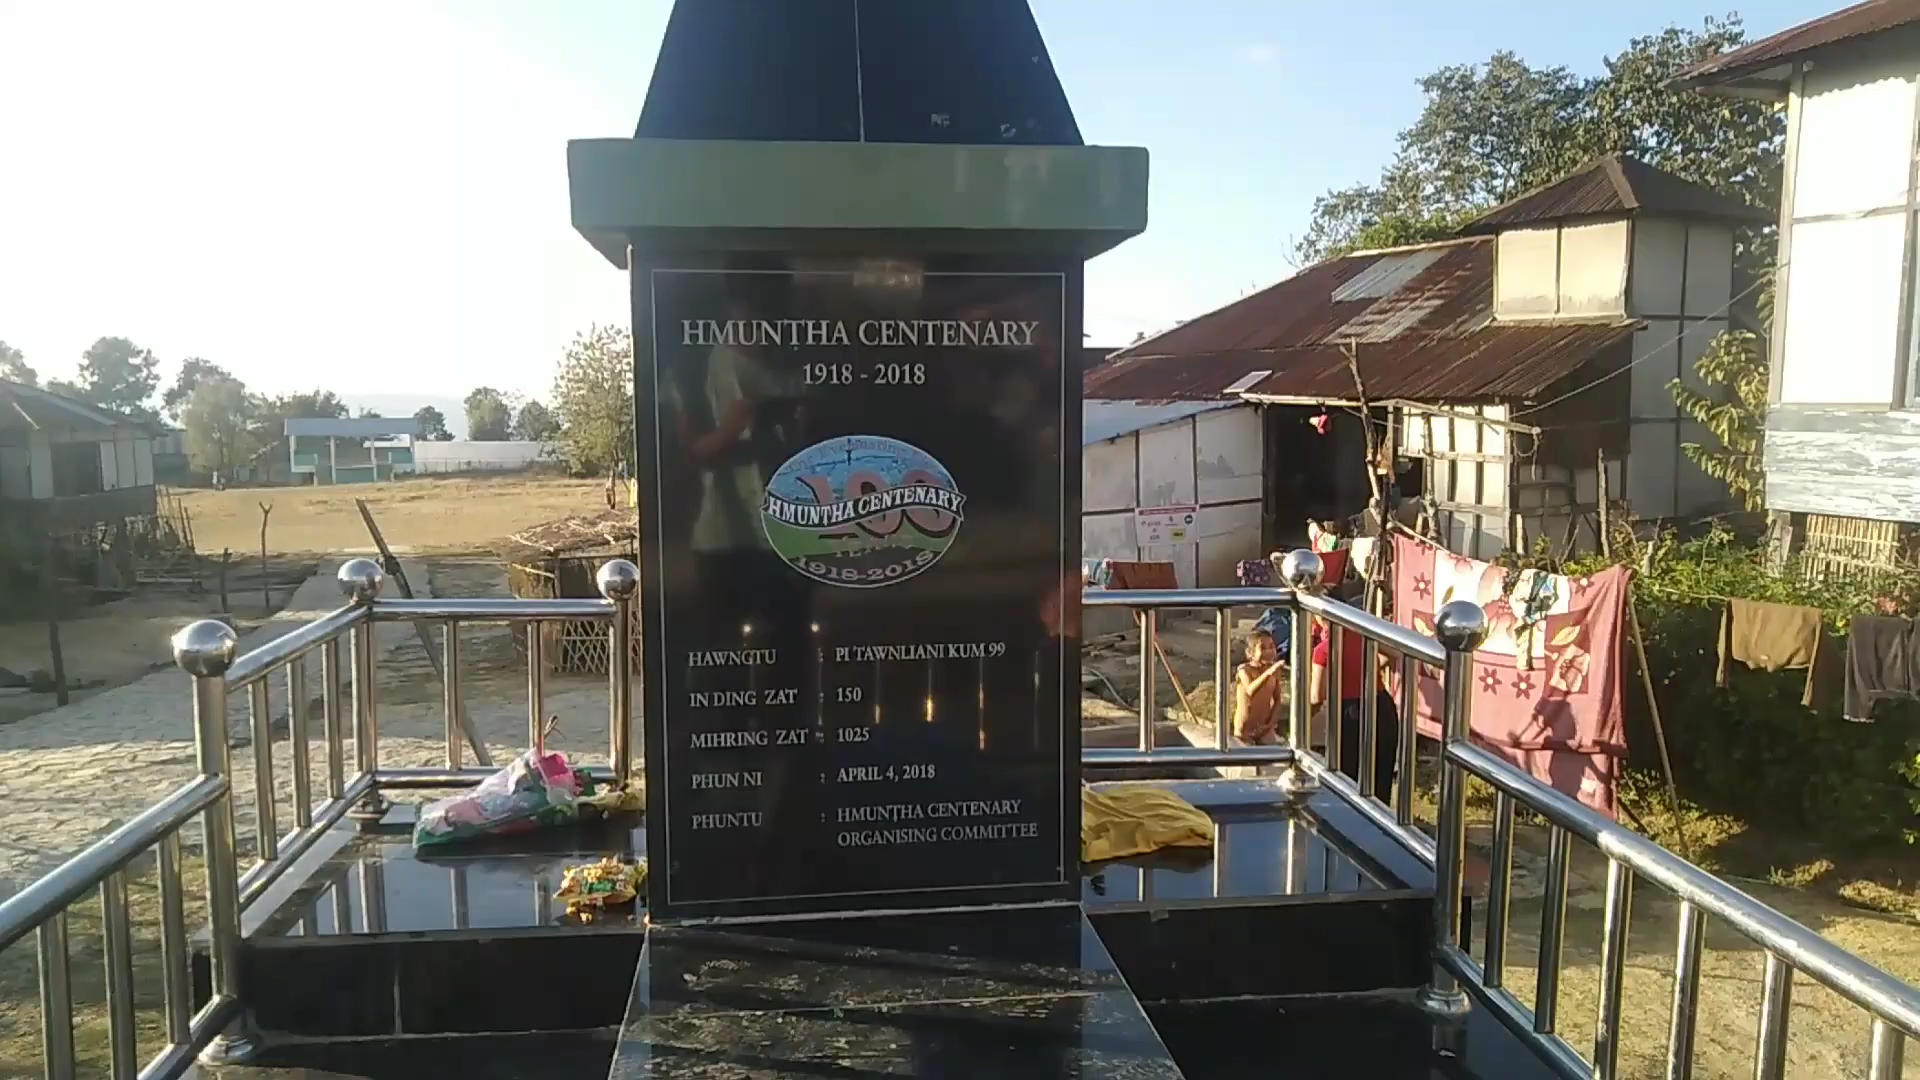 HMUNṬHA CENTENARY
1918 - 2018
100
HMUNTHA CENTENARY
1918-2018
HAWNGTU : PI TAWNLIANI KUM 99
IN DING ZAT : 150
MIHRING ZAT : 1025
PHUN NI : APRIL 4, 2018
PHUNTU : HMUNṬHA CENTENARY
ORGANISING COMMITTEE